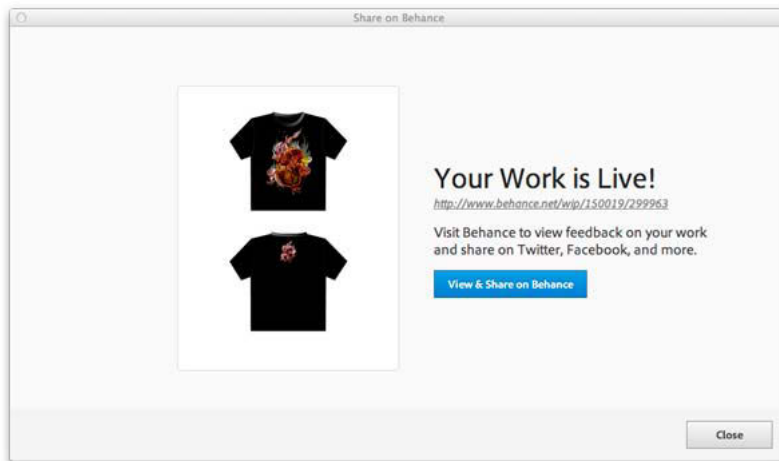 Share on Behance
Your Work is Live!
http://www.behance.net/wip/150019/299963
Visit Behance to view feedback on your work
and share on Twitter, Facebook, and more.
View & Share on Behance
Close